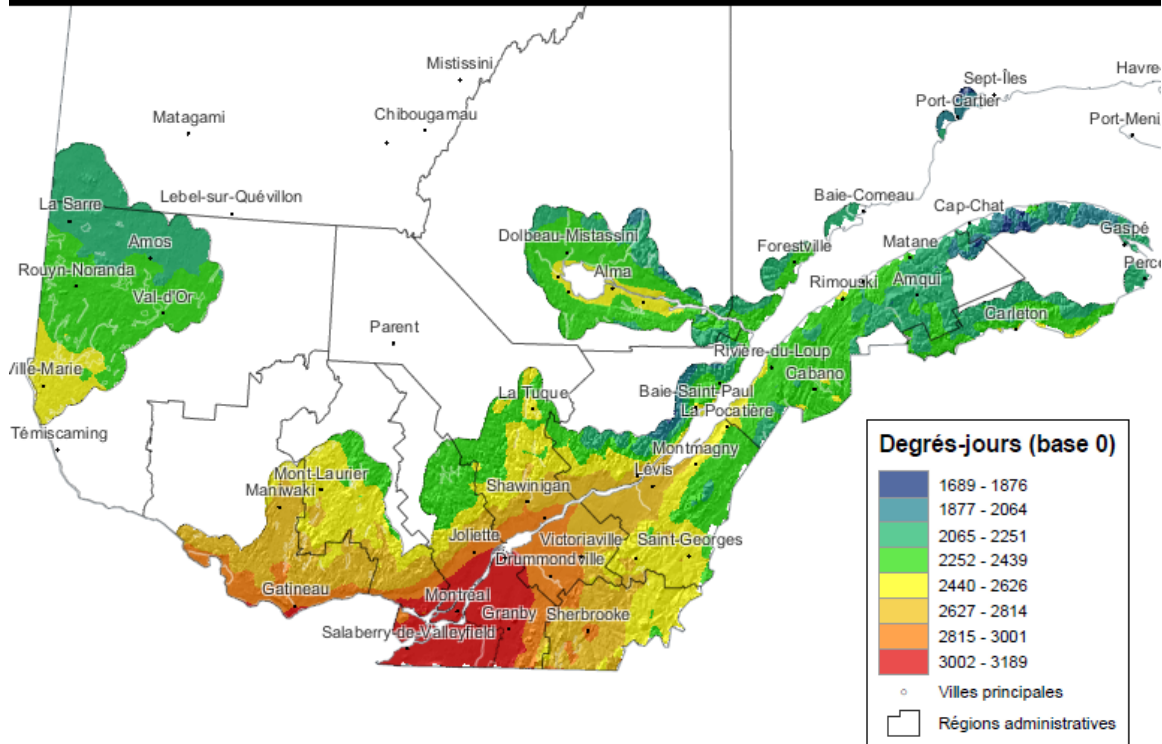 Mistissini
Sept-Îles
Havre-
Port-Cartier
Matagami
Chibougamau
Port-Meni
La Sarre
Lebel-sur-Quévillon
Baie-Comeau
Cap-Chat
Amos
Dolbeau-Mistassini
Forestville
Matane
Gaspé
Rouyn-Noranda
Alma
Rimouski
Amqui
Percé
Val-d'Or
Parent
Carleton
Ville-Marie
Rivière-du-Loup
Cabano
La Tuque
Baie-Saint-Paul
La Pocatière
Témiscaming
Montmagny
Mont-Laurier
Lévis
Maniwaki
Shawinigan
Joliette
Victoriaville
Saint-Georges
Drummondville
Gatineau
Montréal
Granby
Sherbrooke
Salaberry-de-Valleyfield
Degrés-jours (base 0)
1689 - 1876
1877 - 2064
2065 - 2251
2252 - 2439
2440 - 2626
2627 - 2814
2815 - 3001
3002 - 3189
Villes principales
Régions administratives